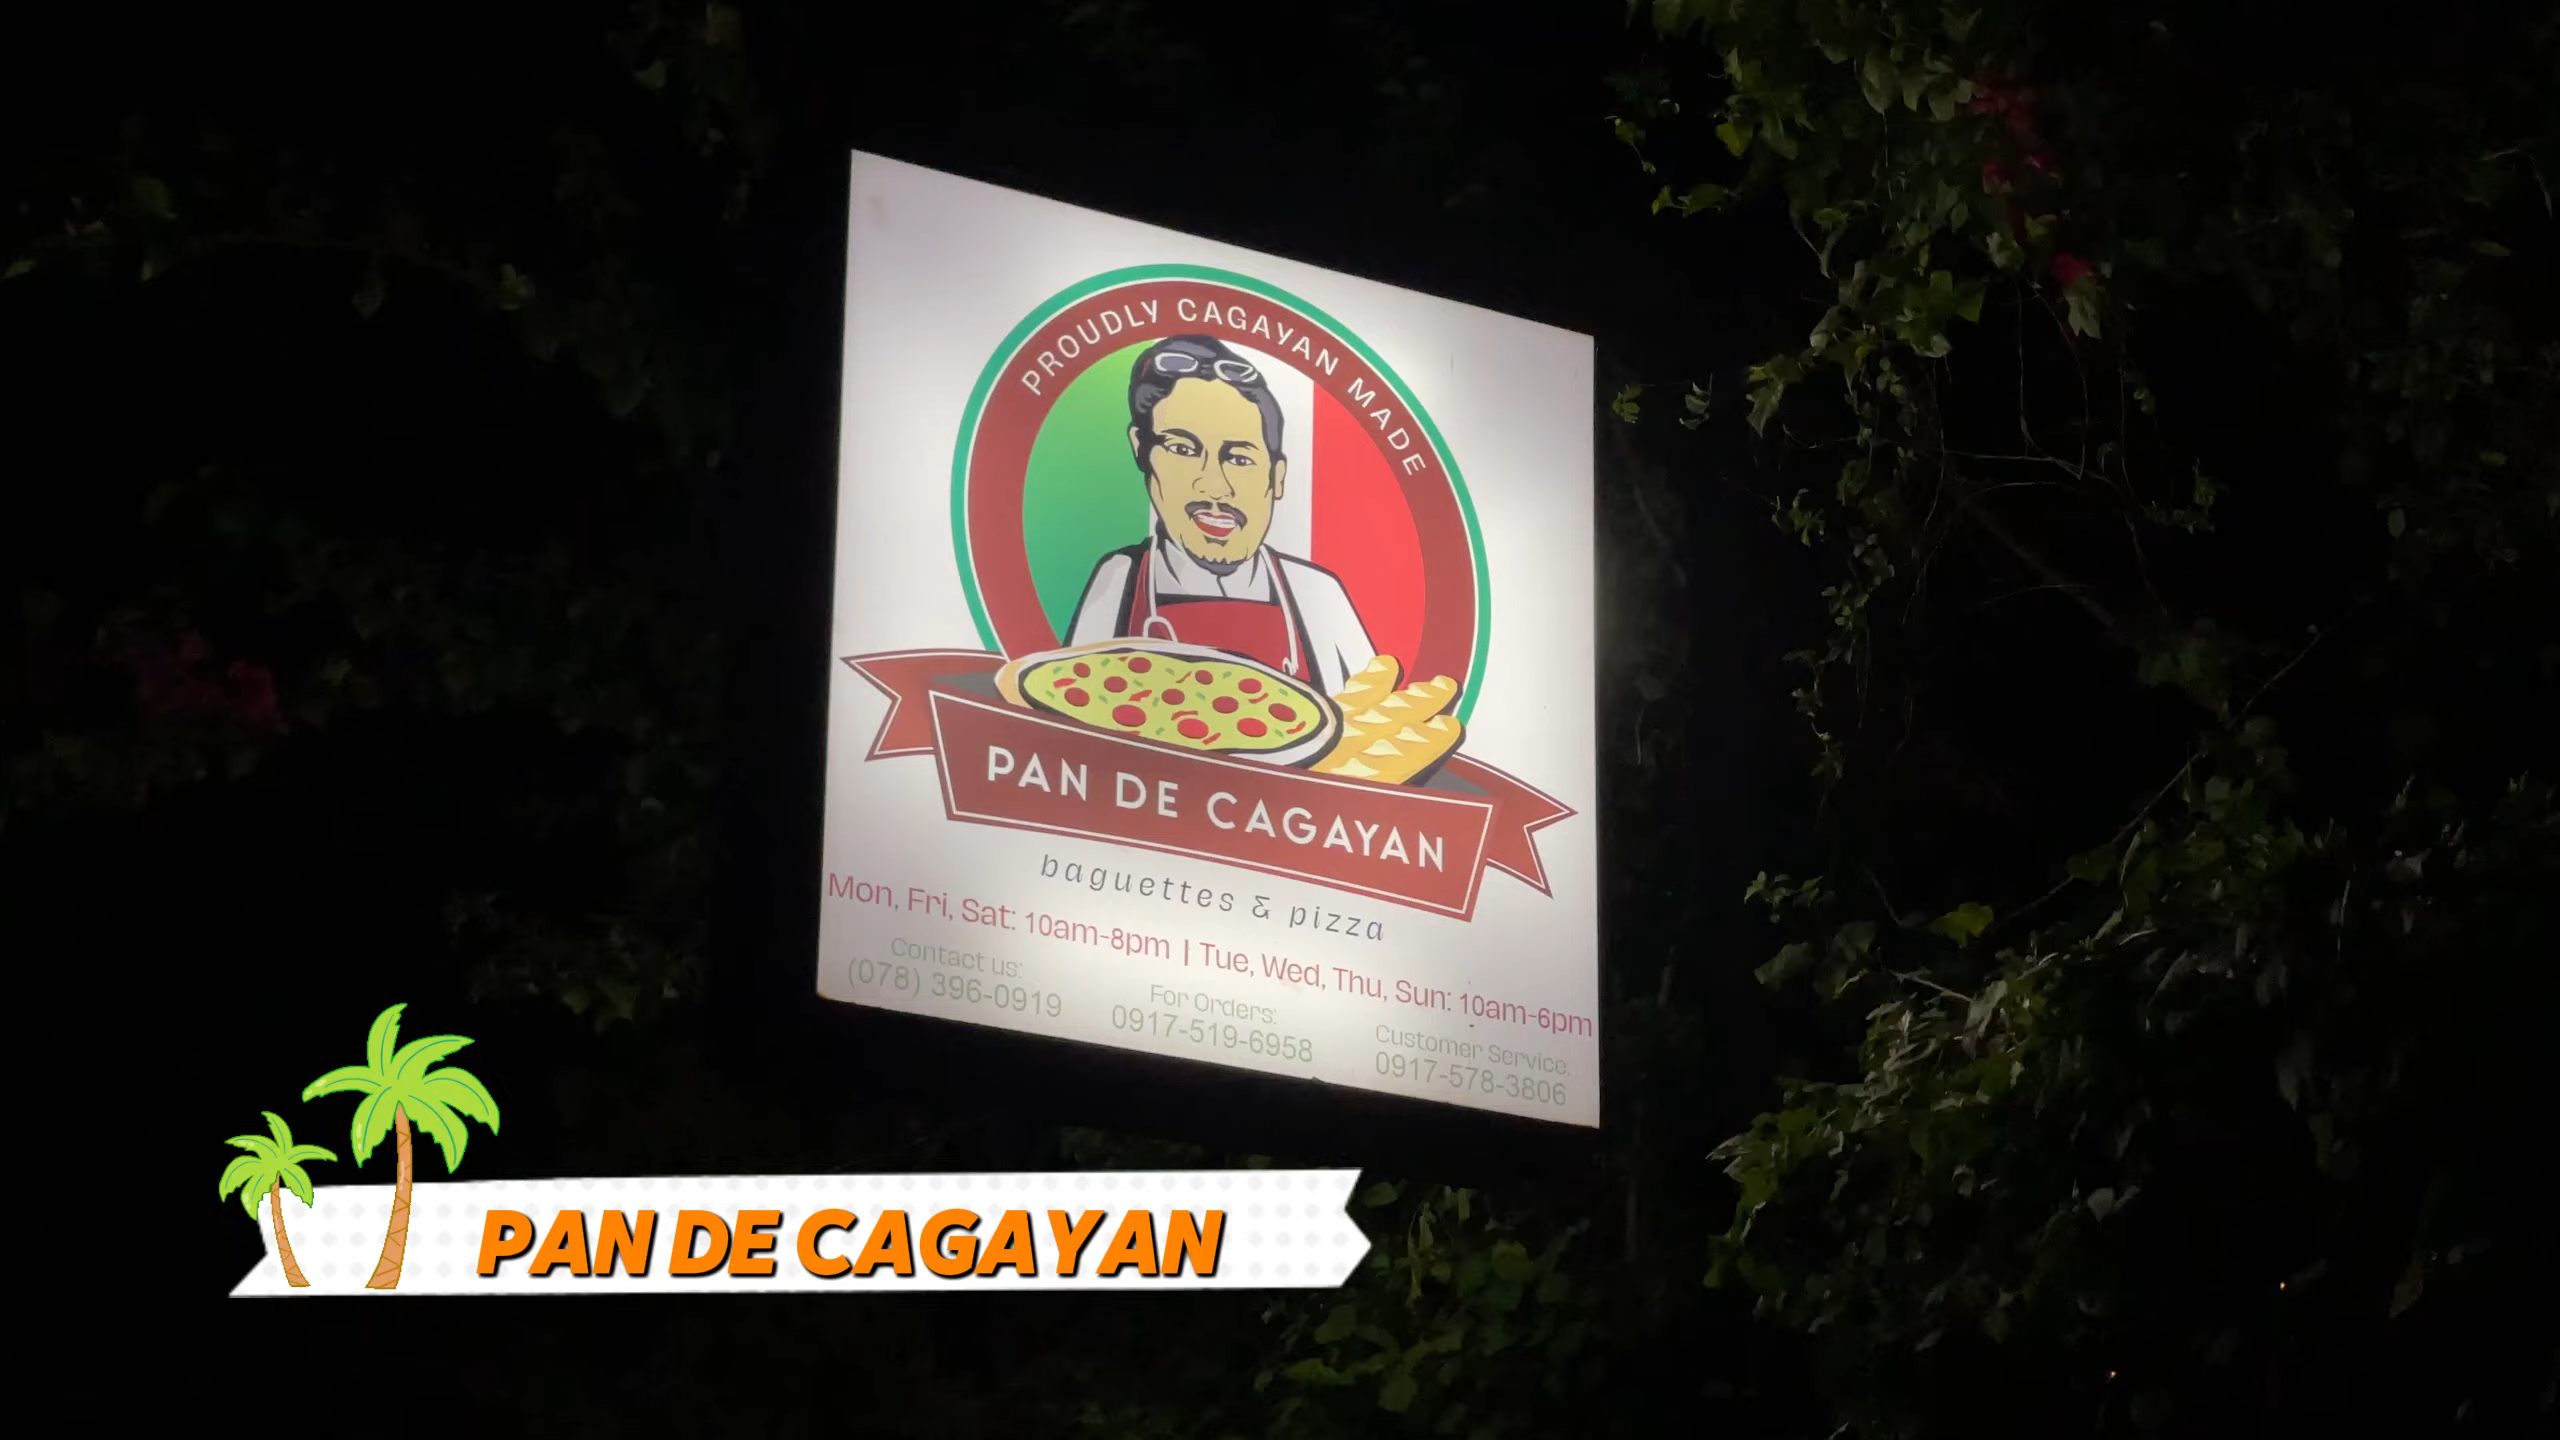 PROUDLY CAGAYAN MADE
PAN DE CAGAYAN
baguettes & pizza
Mon, Fri, Sat: 10am-8pm | Tue, Wed, Thu, Sun: 10am-6pm
Contact us:
(078) 396-0919
For Orders:
0917-519-6958
Customer Service:
0917-578-3806
PAN DE CAGAYAN